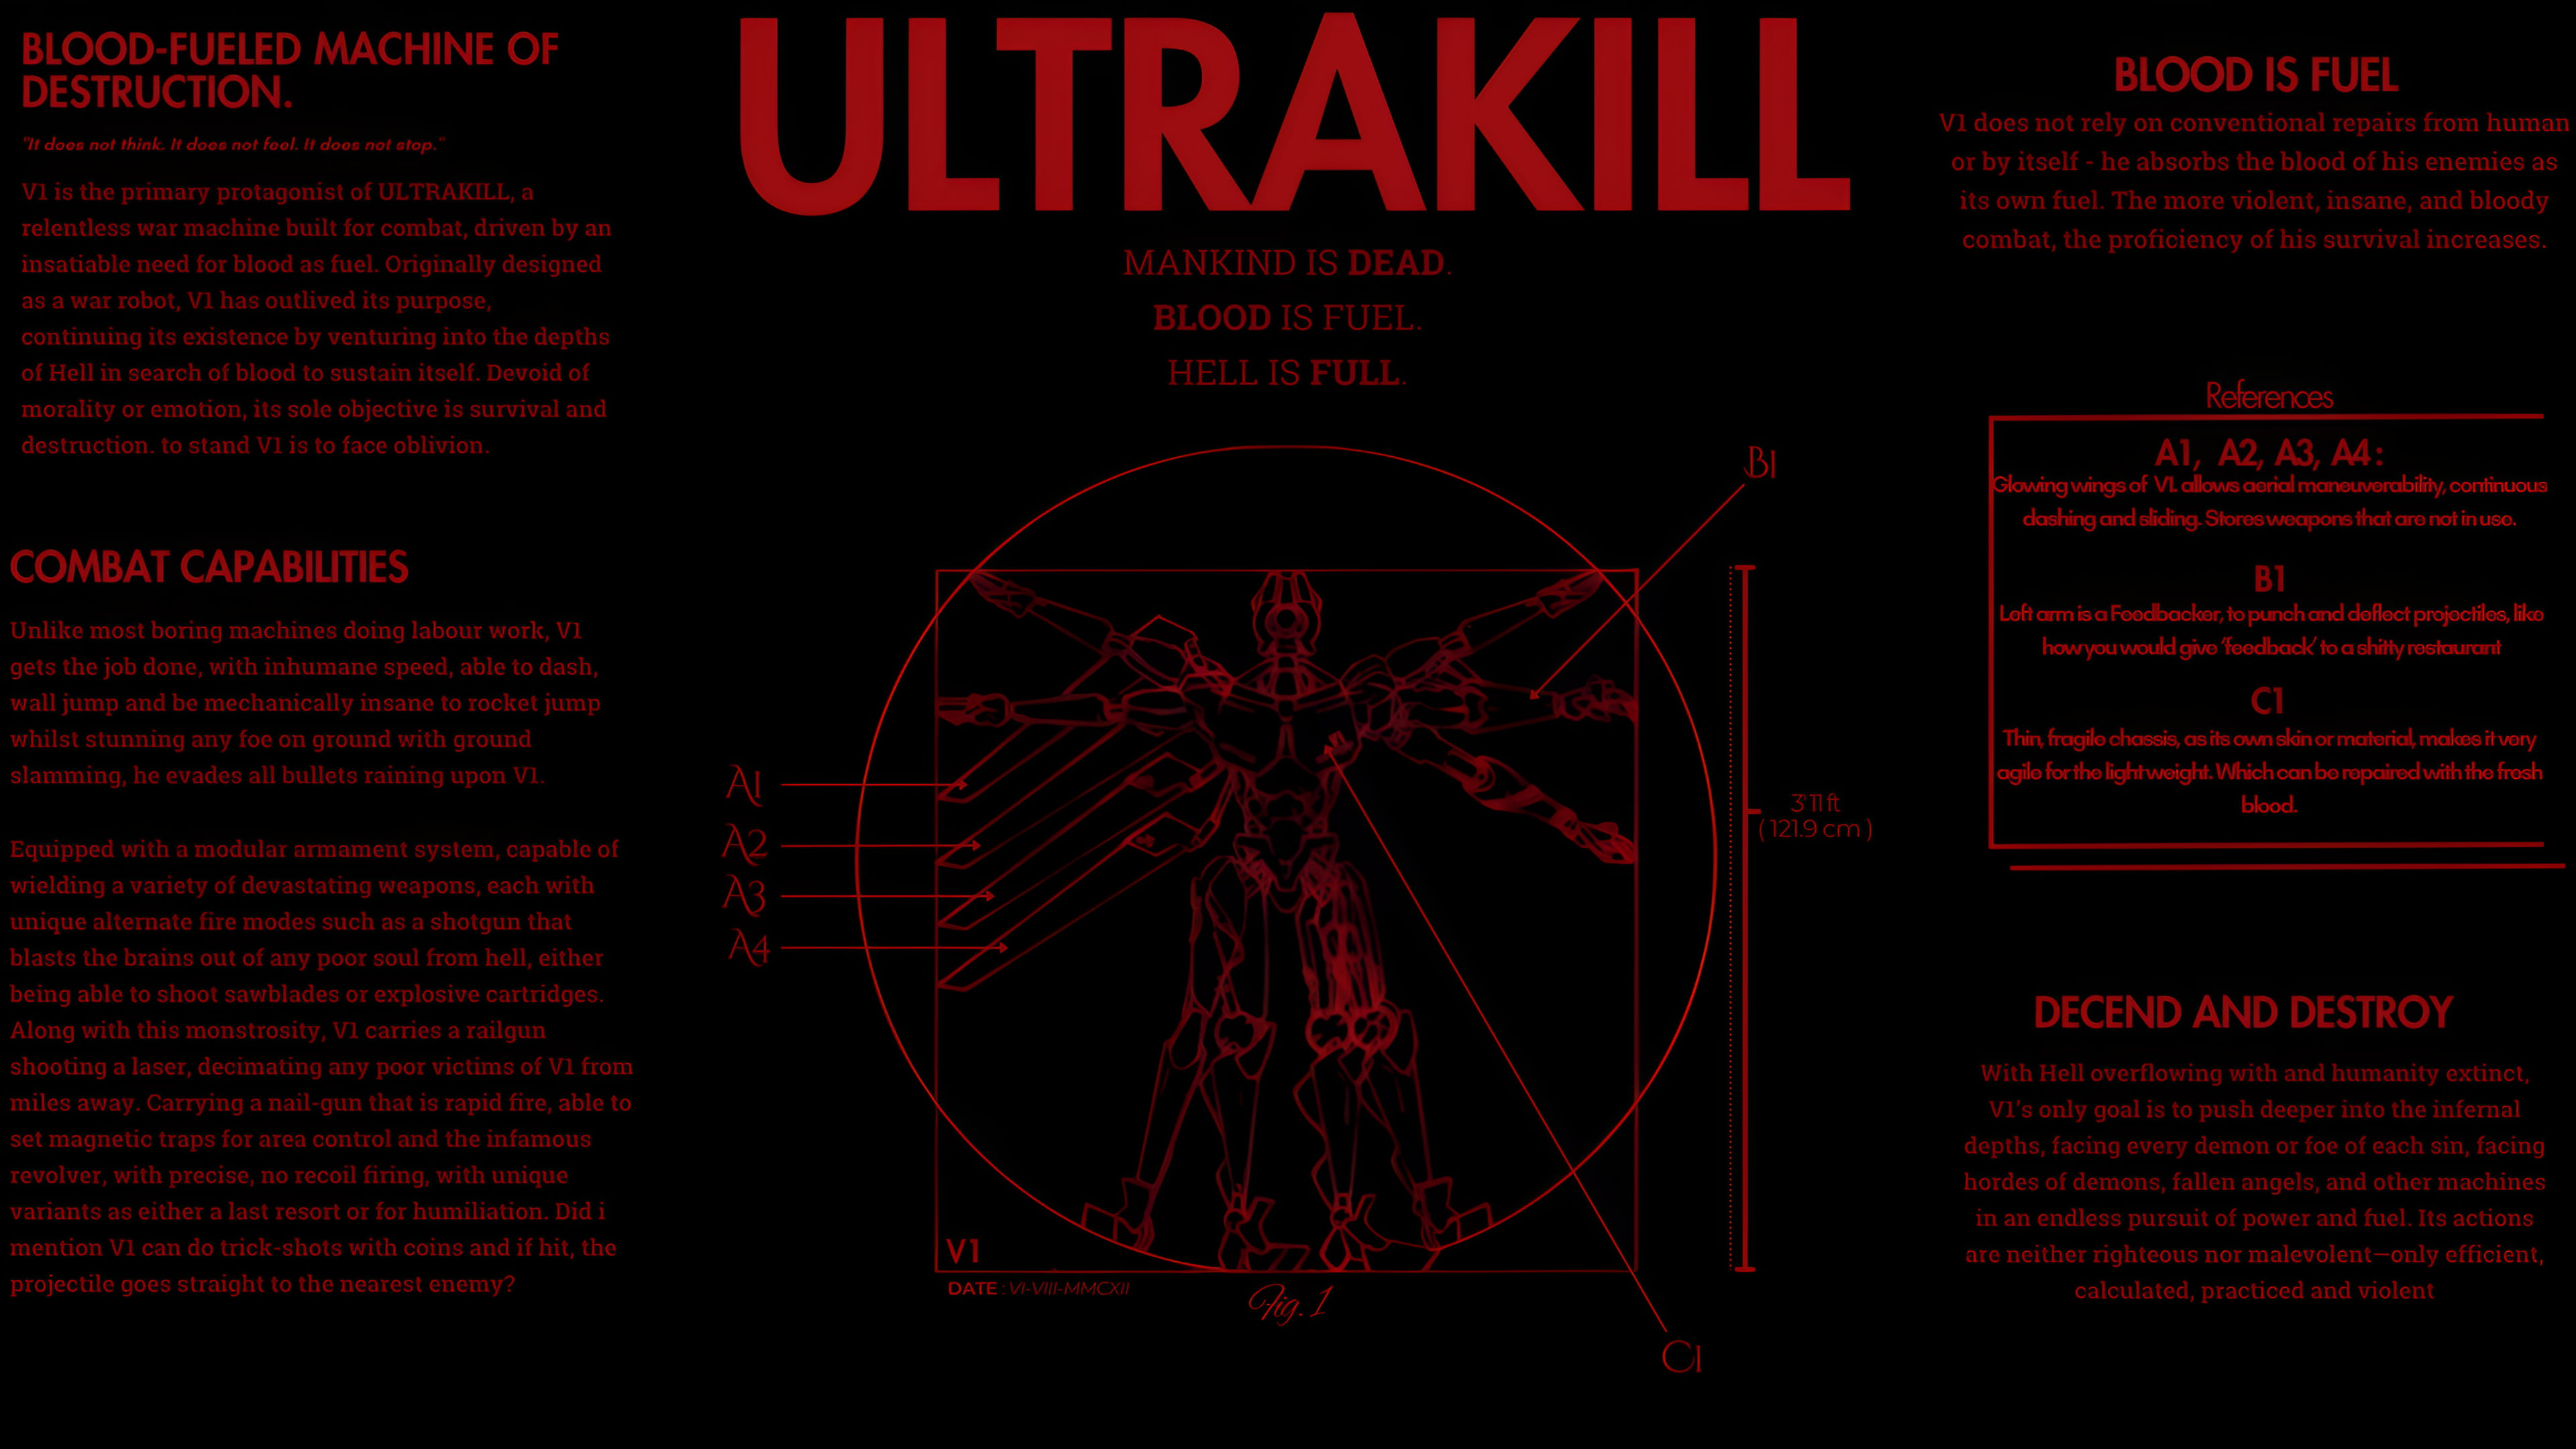 BLOOD-FUELED MACHINE OF
DESTRUCTION.
"It does not think. It does not feel. It does not stop."
V1 is the primary protagonist of ULTRAKILL, a
relentless war machine built for combat, driven by an
insatiable need for blood as fuel. Originally designed
as a war robot, V1 has outlived its purpose,
continuing its existence by venturing into the depths
of Hell in search of blood to sustain itself. Devoid of
morality or emotion, its sole objective is survival and
destruction. to stand V1 is to face oblivion.
COMBAT CAPABILITIES
Unlike most boring machines doing labour work, V1
gets the job done, with inhumane speed, able to dash,
wall jump and be mechanically insane to rocket jump
whilst stunning any foe on ground with ground
slamming, he evades all bullets raining upon V1.
Equipped with a modular armament system, capable of
wielding a variety of devastating weapons, each with
unique alternate fire modes such as a shotgun that
blasts the brains out of any poor soul from hell, either
being able to shoot sawblades or explosive cartridges.
Along with this monstrosity, V1 carries a railgun
shooting a laser, decimating any poor victims of V1 from
miles away. Carrying a nail-gun that is rapid fire, able to
set magnetic traps for area control and the infamous
revolver, with precise, no recoil firing, with unique
variants as either a last resort or for humiliation. Did i
mention V1 can do trick-shots with coins and if hit, the
projectile goes straight to the nearest enemy?
ULTRAKILL
MANKIND IS DEAD.
BLOOD IS FUEL.
HELL IS FULL.
B1
A1
A2
A3
A4
3'11 ft
( 121.9 cm )
V1
DATE : VI-VIII-MMCXII
Fig. 1
C1
BLOOD IS FUEL
V1 does not rely on conventional repairs from human
or by itself - he absorbs the blood of his enemies as
its own fuel. The more violent, insane, and bloody
combat, the proficiency of his survival increases.
References
A1, A2, A3, A4 :
Glowing wings of V1. allows aerial maneuverability, continuous
dashing and sliding. Stores weapons that are not in use.
B1
Left arm is a Feedbacker, to punch and deflect projectiles, like
how you would give 'feedback' to a shitty restaurant
C1
Thin, fragile chassis, as its own skin or material, makes it very
agile for the light weight. Which can be repaired with the fresh
blood.
DECEND AND DESTROY
With Hell overflowing with and humanity extinct,
V1's only goal is to push deeper into the infernal
depths, facing every demon or foe of each sin, facing
hordes of demons, fallen angels, and other machines
in an endless pursuit of power and fuel. Its actions
are neither righteous nor malevolent—only efficient,
calculated, practiced and violent